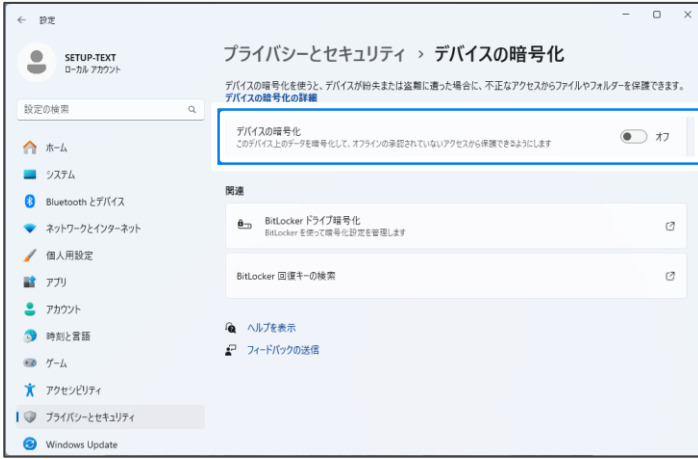 設定
SETUP-TEXT
ローカル アカウント
設定の検索
ホーム
システム
Bluetooth とデバイス
ネットワークとインターネット
個人用設定
アプリ
アカウント
時刻と言語
ゲーム
アクセシビリティ
プライバシーとセキュリティ
Windows Update
プライバシーとセキュリティ › デバイスの暗号化
デバイスの暗号化を使うと、デバイスが紛失または盗難に遭った場合に、不正なアクセスからファイルやフォルダーを保護できます。
デバイスの暗号化の詳細
デバイスの暗号化
このデバイス上のデータを暗号化して、オフラインの承認されていないアクセスから保護できるようにします
オフ
関連
BitLocker ドライブ暗号化
BitLocker を使って暗号化設定を管理します
BitLocker 回復キーの検索
ヘルプを表示
フィードバックの送信